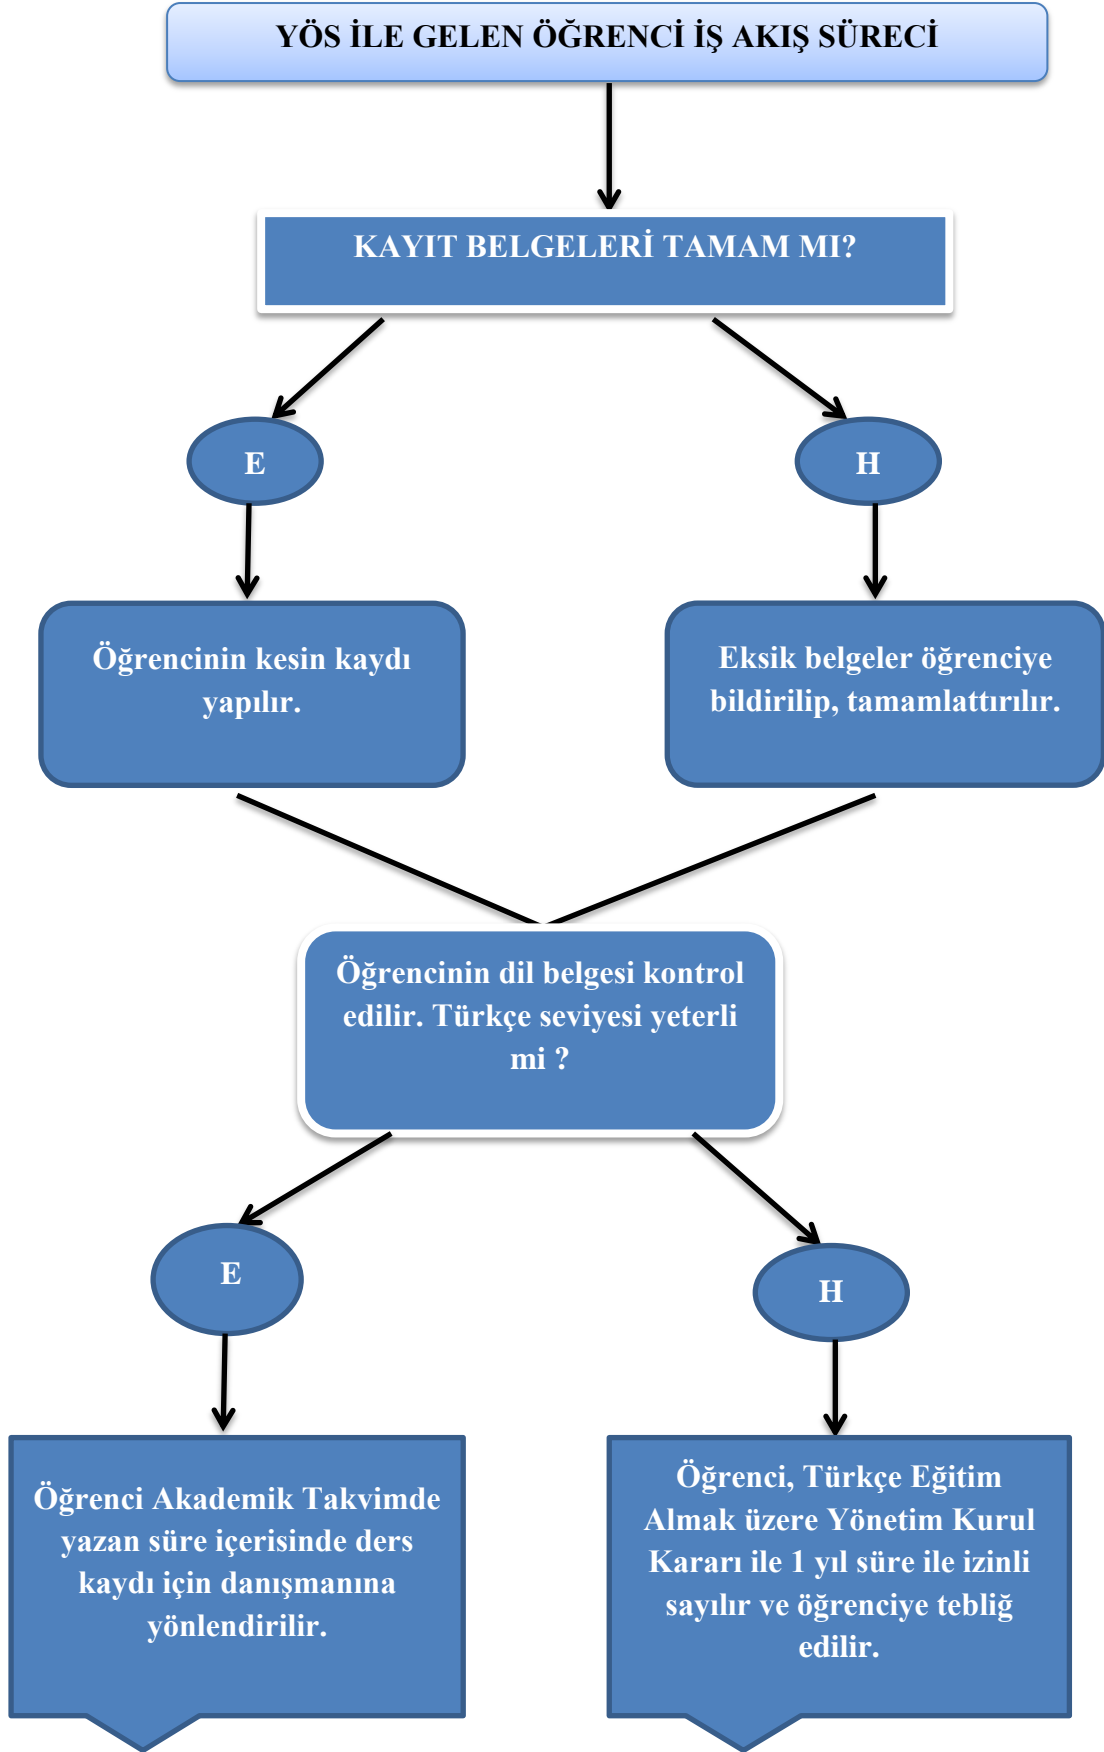 YÖS İLE GELEN ÖĞRENCİ İŞ AKIŞ SÜRECİ
KAYIT BELGELERİ TAMAM MI?
E
H
Öğrencinin kesin kaydı
yapılır.
Eksik belgeler öğrenciye
bildirilip, tamamlattırılır.
Öğrencinin dil belgesi kontrol
edilir. Türkçe seviyesi yeterli
mi ?
E
H
Öğrenci Akademik Takvimde
yazan süre içerisinde ders
kaydı için danışmanına
yönlendirilir.
Öğrenci, Türkçe Eğitim
Almak üzere Yönetim Kurul
Kararı ile 1 yıl süre ile izinli
sayılır ve öğrenciye tebliğ
edilir.